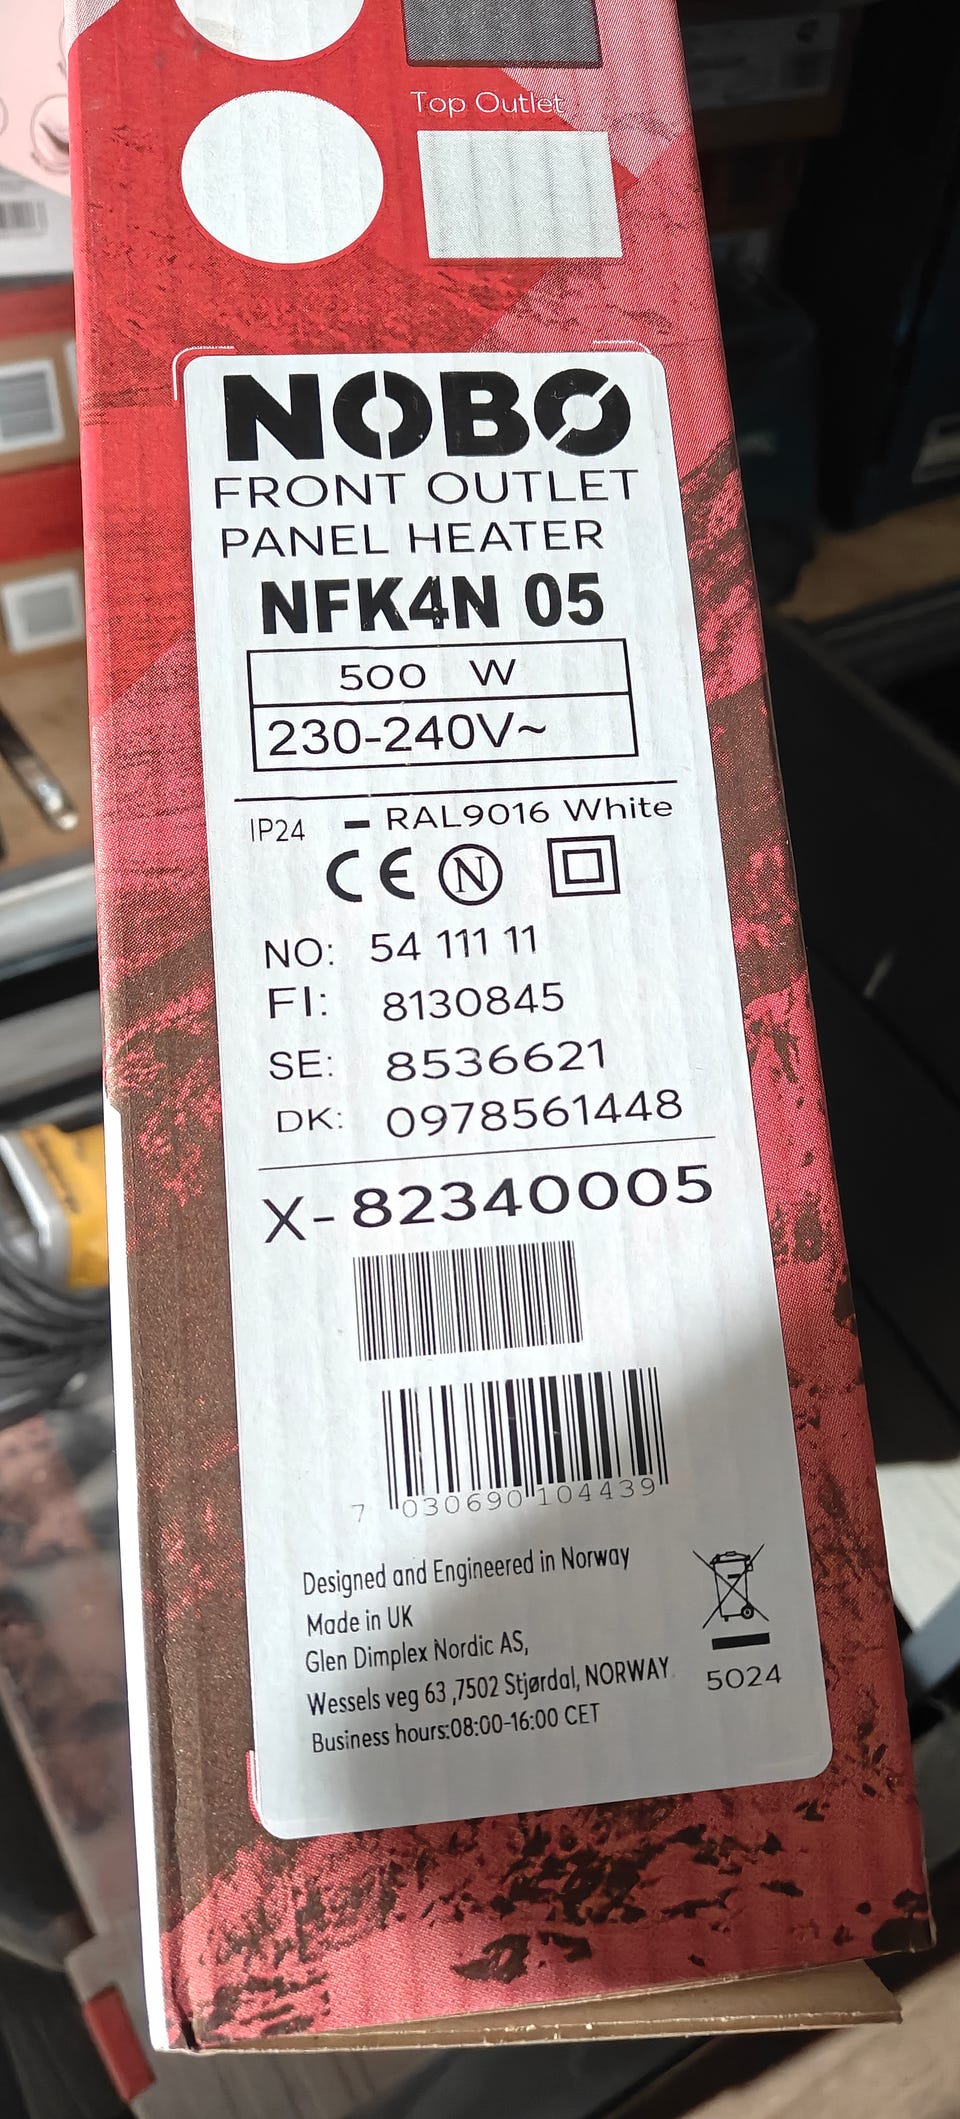 Top Outlet
NOBO
FRONT OUTLET
PANEL HEATER
NFK4N 05
500 W
230-240V~
IP24 - RAL9016 White
CE N
NO: 54 111 11
FI: 8130845
SE: 8536621
DK: 0978561448
X-82340005
7 030690 104439
Designed and Engineered in Norway
Made in UK
Glen Dimplex Nordic AS,
Wessels veg 63 ,7502 Stjørdal, NORWAY
Business hours:08:00-16:00 CET
5024